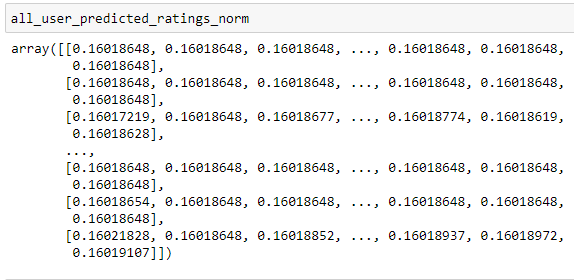 all_user_predicted_ratings_norm
array([[0.16018648, 0.16018648, 0.16018648, ..., 0.16018648, 0.16018648,
0.16018648],
[0.16018648, 0.16018648, 0.16018648, ..., 0.16018648, 0.16018648,
0.16018648],
[0.16017219, 0.16018648, 0.16018677, ..., 0.16018774, 0.16018619,
0.16018628],
...,
[0.16018648, 0.16018648, 0.16018648, ..., 0.16018648, 0.16018648,
0.16018648],
[0.16018654, 0.16018648, 0.16018648, ..., 0.16018648, 0.16018648,
0.16018648],
[0.16021828, 0.16018648, 0.16018852, ..., 0.16018937, 0.16018972,
0.16019107]])